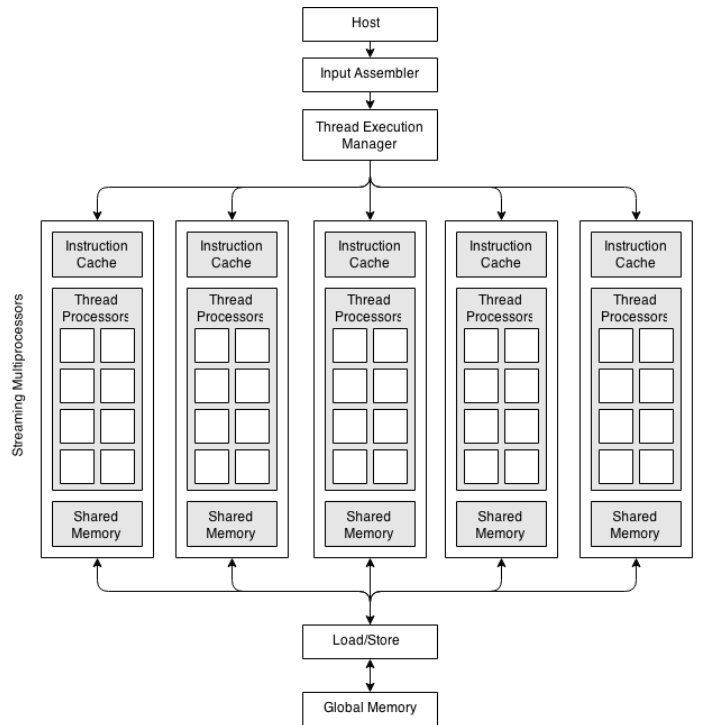 Host
Input Assembler
Thread Execution
Manager
Instruction
Cache
Instruction
Cache
Instruction
Cache
Instruction
Cache
Instruction
Cache
Streaming Multiprocessors
Thread
Processors
Thread
Processors
Thread
Processors
Thread
Processors
Thread
Processors
Shared
Memory
Shared
Memory
Shared
Memory
Shared
Memory
Shared
Memory
Load/Store
Global Memory